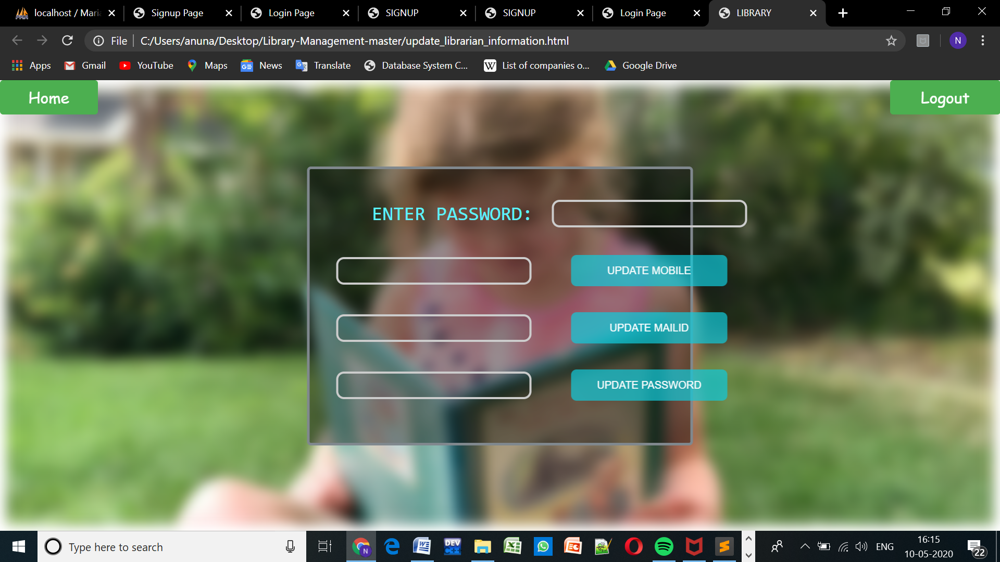 localhost / Maria
Signup Page
Login Page
SIGNUP
SIGNUP
Login Page
LIBRARY
File
C:/Users/anuna/Desktop/Library-Management-master/update_librarian_information.html
N
Apps
Gmail
YouTube
Maps
News
Translate
Database System C...
W List of companies o...
Google Drive
Home
Logout
ENTER PASSWORD:
UPDATE MOBILE
UPDATE MAILID
UPDATE PASSWORD
Type here to search
N
DEV
C++
ENG
16:15
10-05-2020
22